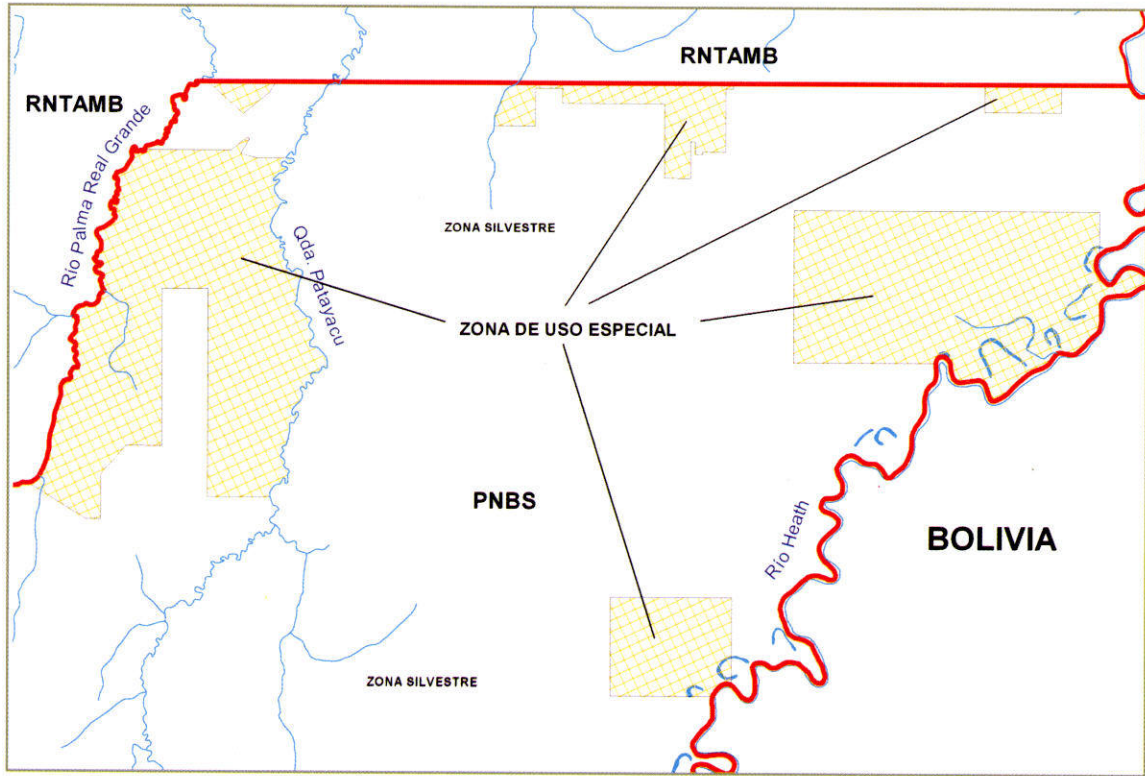 RNTAMB
RNTAMB
Río Palma Real Grande
Qda. Patayacu
ZONA SILVESTRE
ZONA DE USO ESPECIAL
PNBS
Río Heath
BOLIVIA
ZONA SILVESTRE